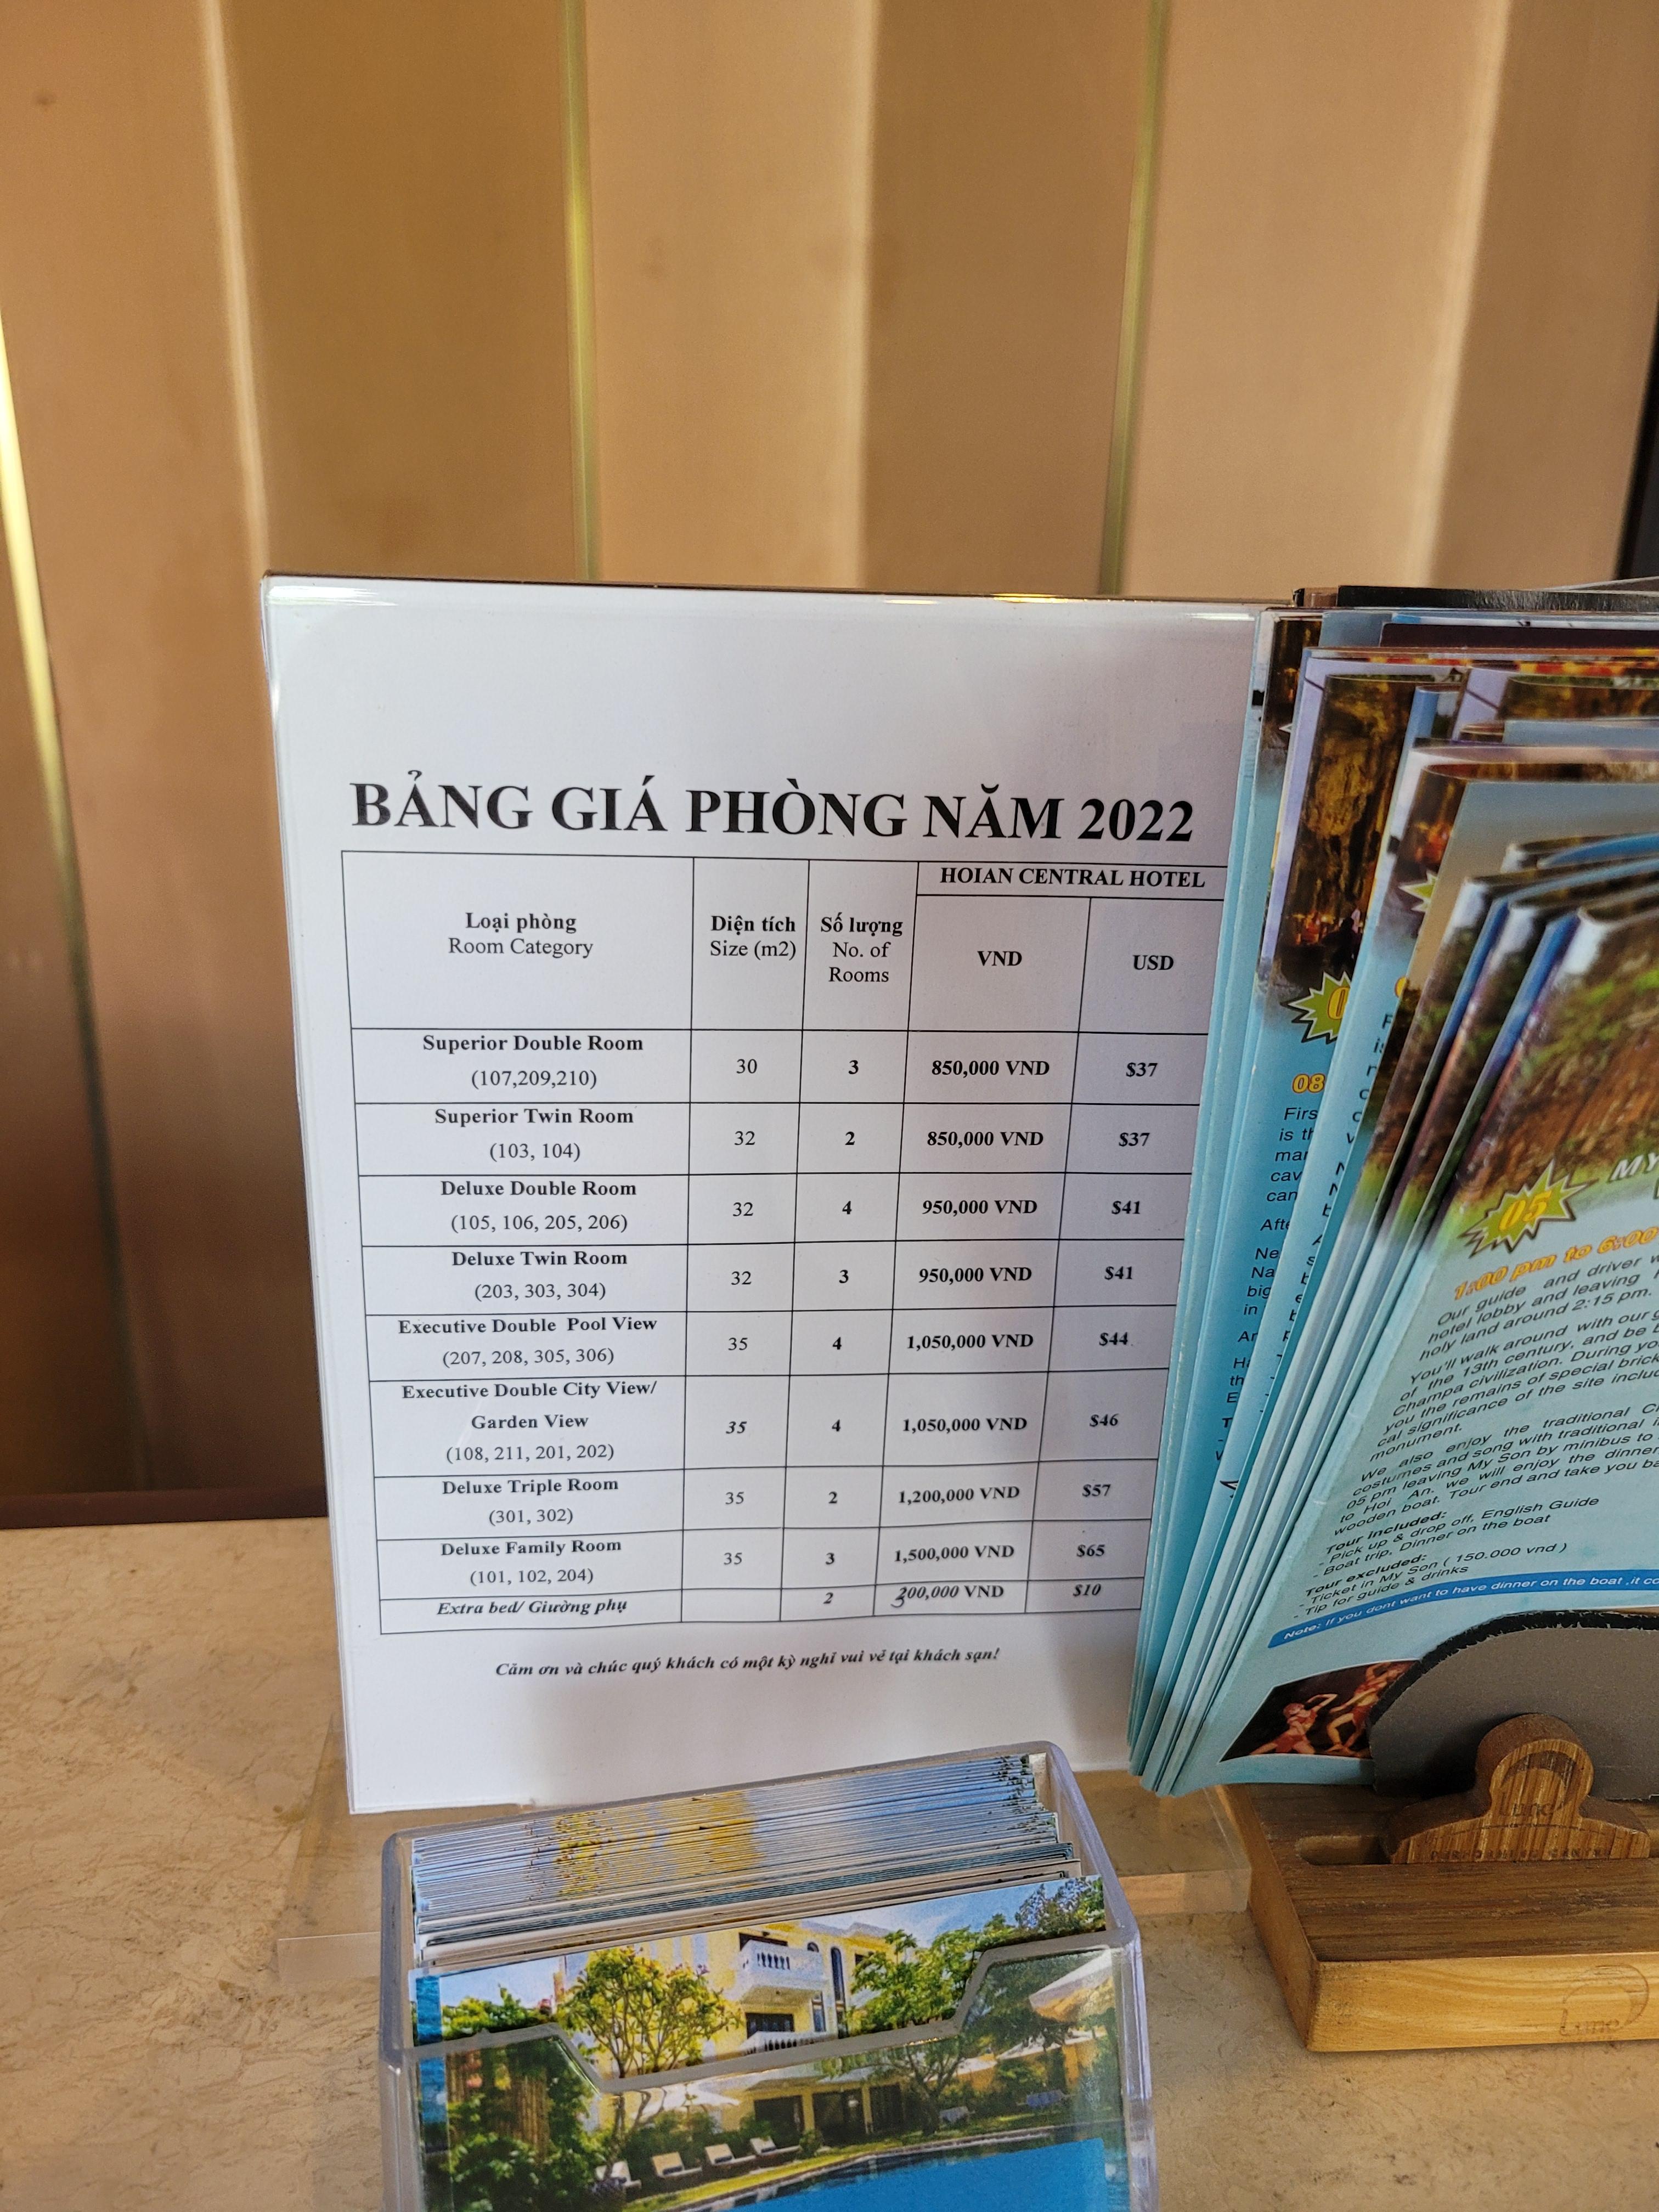 BẢNG GIÁ PHÒNG NĂM 2022
HOIAN CENTRAL HOTEL
Loại phòng
Room Category
Diện tích
Size (m2)
Số lượng
No. of
Rooms
VND
USD
Superior Double Room
(107,209,210)
30
3
850,000 VND
$37
Superior Twin Room
(103, 104)
32
2
850,000 VND
$37
Deluxe Double Room
(105, 106, 205, 206)
32
4
950,000 VND
$41
Deluxe Twin Room
(203, 303, 304)
32
3
950,000 VND
$41
Executive Double Pool View
(207, 208, 305, 306)
35
4
1,050,000 VND
$44
Executive Double City View/
Garden View
(108, 211, 201, 202)
35
4
1,050,000 VND
$46
Deluxe Triple Room
(301, 302)
35
2
1,200,000 VND
$57
Deluxe Family Room
(101, 102, 204)
35
3
1,500,000 VND
$65
Extra bed/ Giường phụ
2
300,000 VND
$10
Cảm ơn và chúc quý khách có một kỳ nghỉ vui vẻ tại khách sạn!
08
is
05
MY
1:00 pm to 6:00
Our guide and driver
hotel lobby and leaving
holy land around 2:15 pm.
You'll walk around with our
of the 13th century, and be
Champa civilization. During
you the remains of special
cal significance of the site
monument.
We also enjoy the traditional
costumes and song with traditional
05 pm leaving My Son by minibus to
to Hoi An. we will enjoy the dinner
wooden boat. Tour end and take you
Tour Included:
- Pick up & drop off, English Guide
- Boat trip, Dinner on the boat
Tour excluded:
- Ticket in My Son ( 150.000 vnd )
- Tip for guide & drinks
Note: If you dont want to have dinner on the boat ,it
Lune